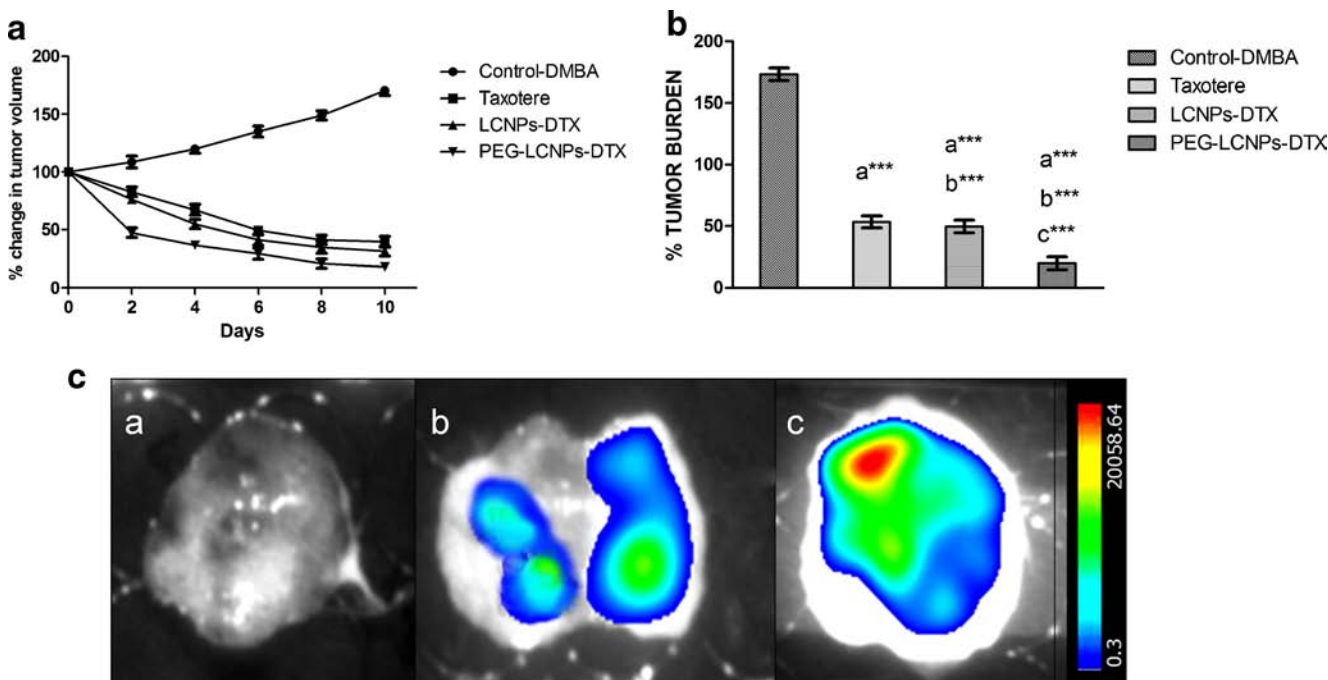 a
200
150
100
50
0
% change in tumor volume
0 2 4 6 8 10
Days
Control-DMBA
Taxotere
LCNPs-DTX
PEG-LCNPs-DTX
b
200
150
100
50
0
% TUMOR BURDEN
a***
a***
b***
a***
b***
c***
Control-DMBA
Taxotere
LCNPs-DTX
PEG-LCNPs-DTX
c
a b c
20058.64
0.3